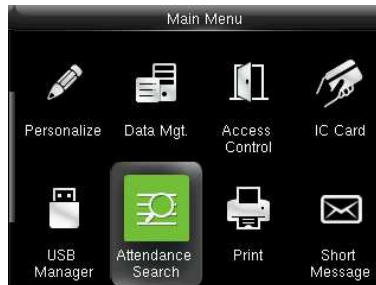 Main Menu
Personalize
Data Mgt.
Access
Control
IC Card
USB
Manager
Attendance
Search
Print
Short
Message